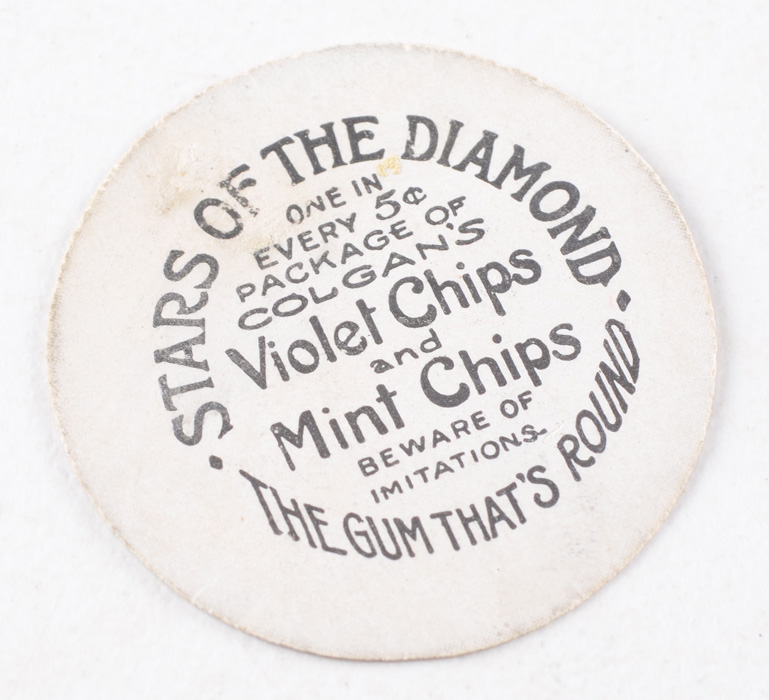 ·STARS OF THE DIAMOND·
ONE IN
EVERY 5¢
PACKAGE OF
COLGAN'S
Violet Chips
and
Mint Chips
BEWARE OF
IMITATIONS-
THE GUM THAT'S ROUND